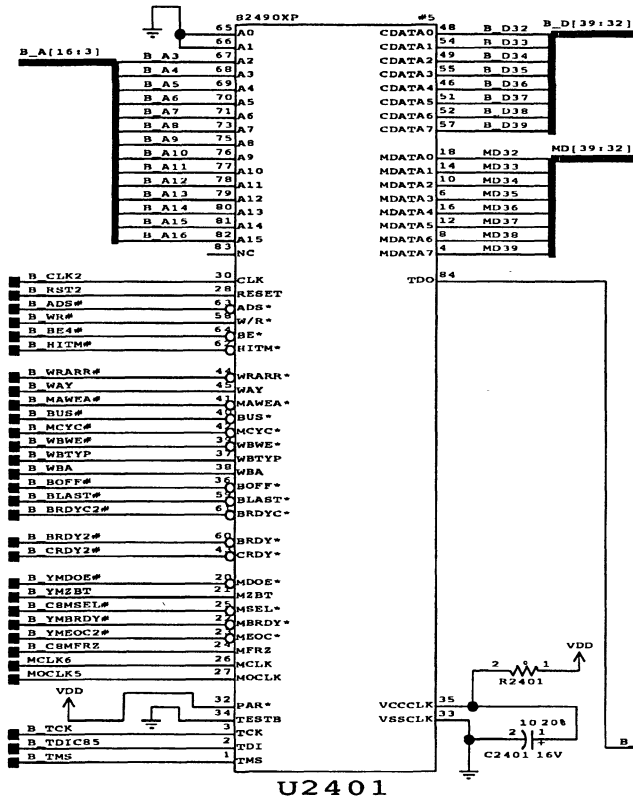 82490XP #5
65 A0 CDATA0 48 B_D32 B_D[39:32]
66 A1 CDATA1 54 B_D33
B_A[16:3] B_A3 67 A2 CDATA2 49 B_D34
B_A4 68 A3 CDATA3 55 B_D35
B_A5 69 A4 CDATA4 46 B_D36
B_A6 70 A5 CDATA5 51 B_D37
B_A7 71 A6 CDATA6 52 B_D38
B_A8 73 A7 CDATA7 57 B_D39
B_A9 75 A8
B_A10 76 A9 MDATA0 18 MD32 MD[39:32]
B_A11 77 A10 MDATA1 14 MD33
B_A12 78 A11 MDATA2 10 MD34
B_A13 79 A12 MDATA3 6 MD35
B_A14 80 A13 MDATA4 16 MD36
B_A15 81 A14 MDATA5 12 MD37
B_A16 82 A15 MDATA6 8 MD38
83 NC MDATA7 4 MD39
B_CLK2 30 CLK TDO 84
B_RST2 28 RESET
B_ADS# 63 ADS*
B_WR# 58 W/R*
B_BE4# 64 BE*
B_HITM# HITM*
B_WRARR# 44 WRARR*
B_WAY 45 WAY
B_MAWEA# 41 MAWEA*
B_BUS# BUS*
B_MCYC# MCYC*
B_WBWE# WBWE*
B_WBTYP 37 WBTYP
B_WBA 38 WBA
B_BOFF# 36 BOFF*
B_BLAST# 59 BLAST*
B_BRDYC2# BRDYC*
B_BRDY2# 60 BRDY*
B_CRDY2# CRDY*
B_YMDOE# 20 MDOE*
B_YMZBT 21 MZBT
B_C8MSEL# 25 MSEL*
B_YMBRDY# MBRDY*
B_YMEOC2# MEOC*
B_C8MFRZ 24 MFRZ
MCLK6 26 MCLK
MOCLK5 27 MOCLK
VDD
2 1
R2401
VDD 32 PAR* VCCCLK 35
34 TESTB VSSCLK 33
10 20%
2 1 +
C2401 16V
B_TCK 3 TCK
B_TDIC85 2 TDI
B_TMS 1 TMS
B_
U2401